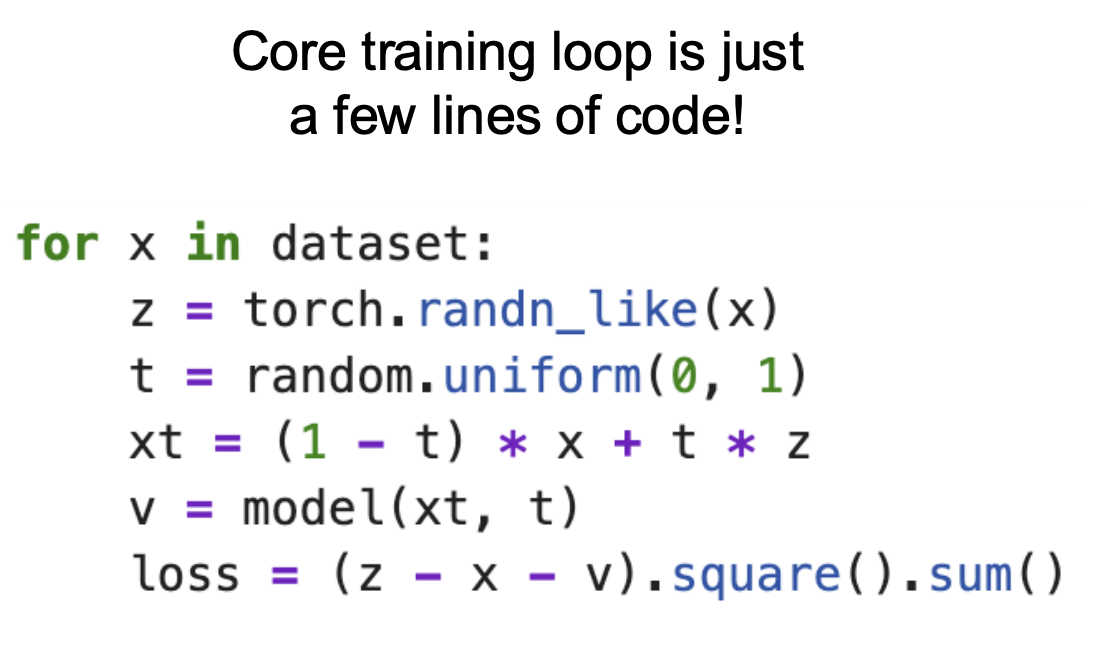 Core training loop is just
a few lines of code!
for x in dataset:
    z = torch.randn_like(x)
    t = random.uniform(0, 1)
    xt = (1 - t) * x + t * z
    v = model(xt, t)
    loss = (z - x - v).square().sum()